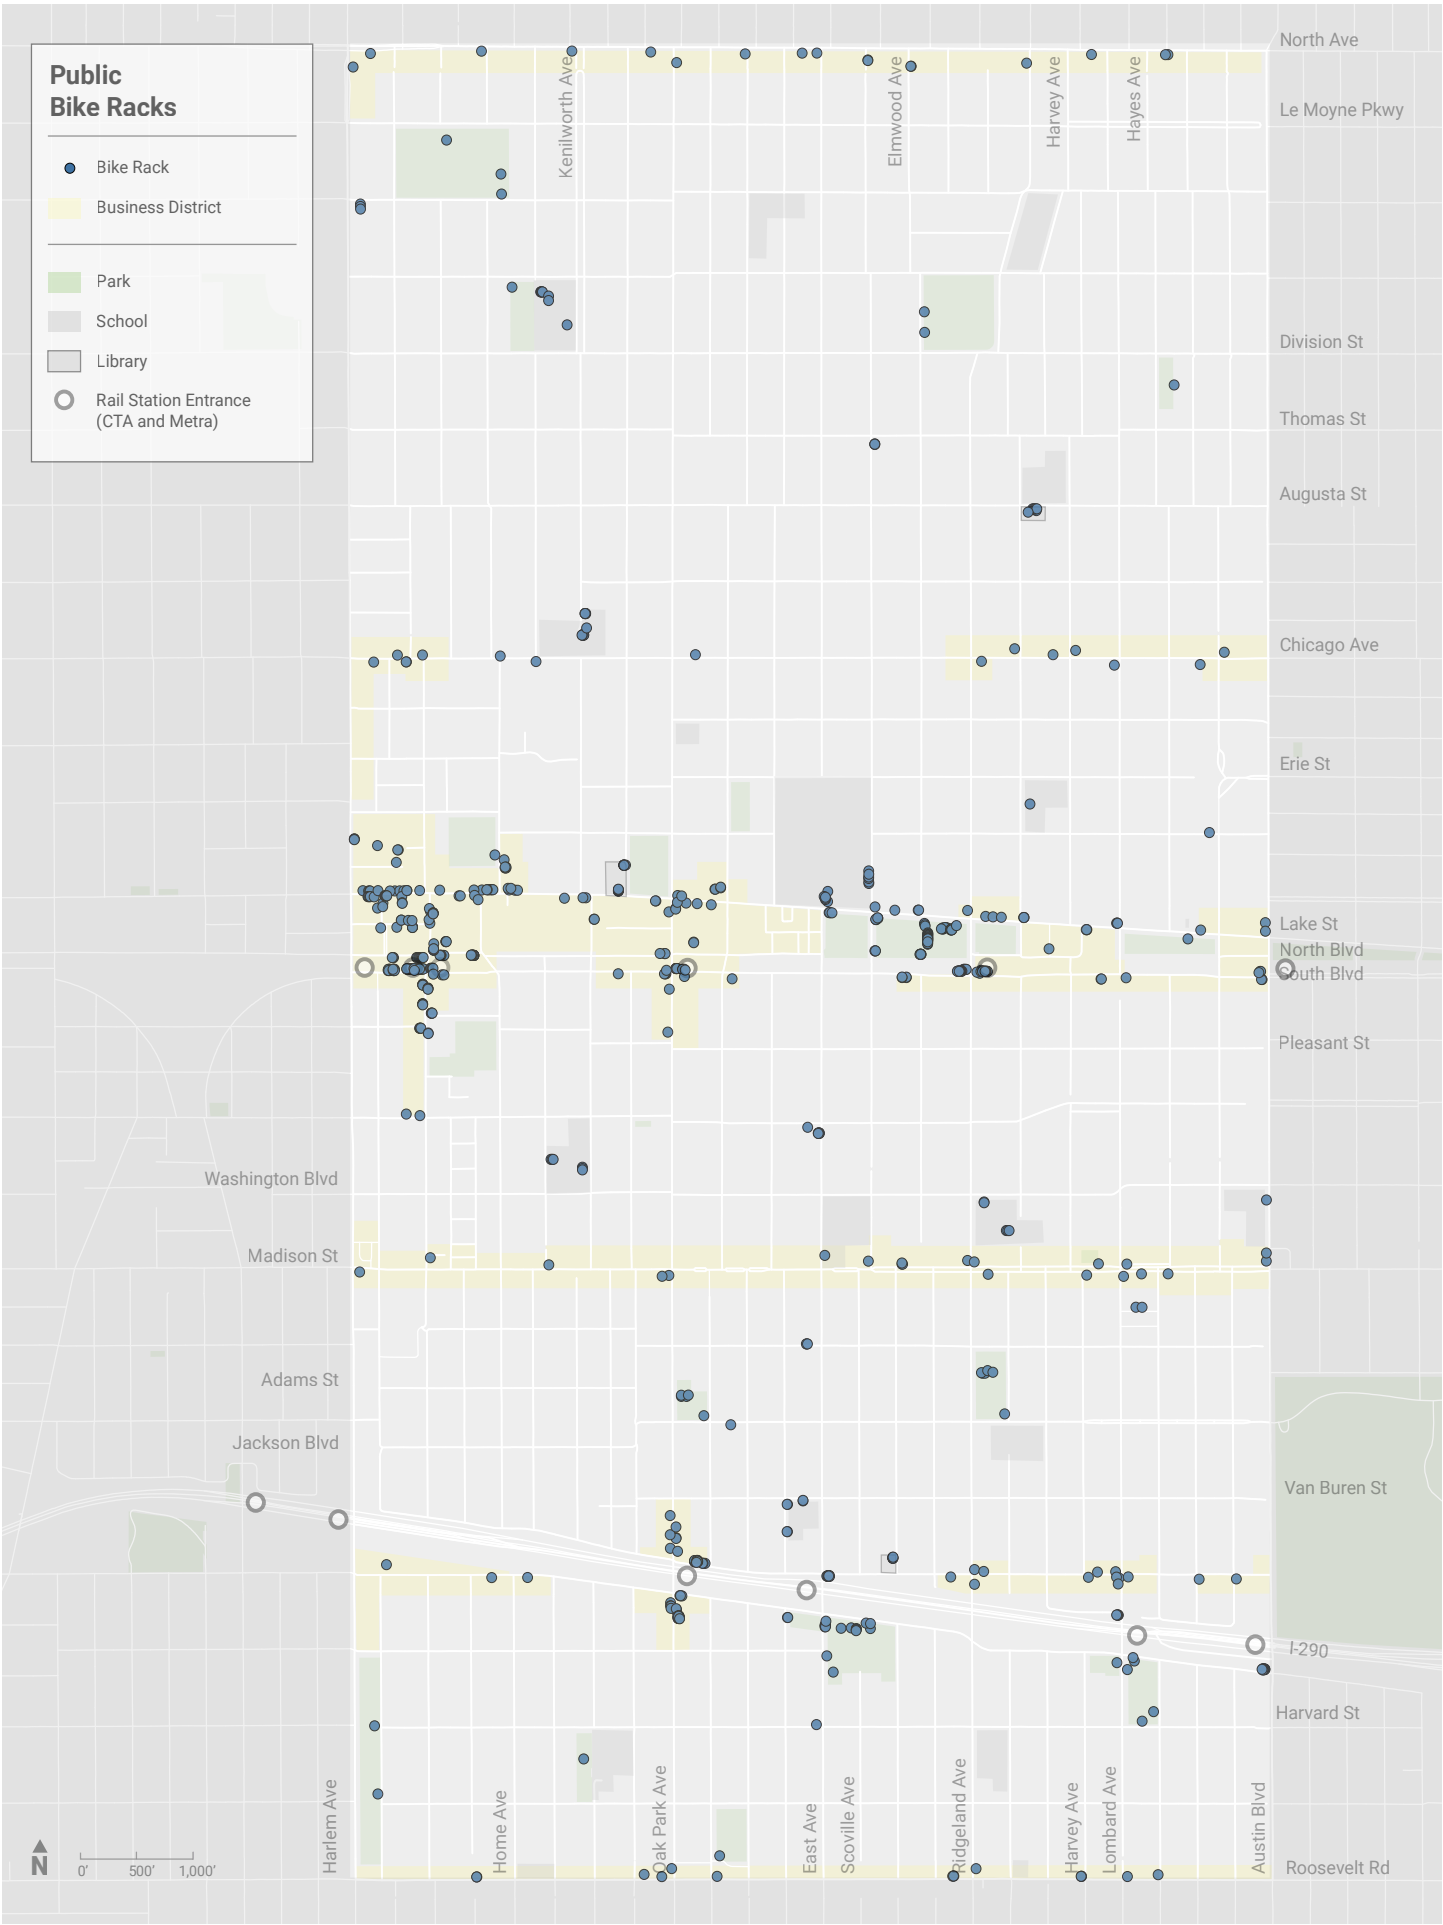 Public
Bike Racks
Bike Rack
Business District
Park
School
Library
Rail Station Entrance
(CTA and Metra)
North Ave
Le Moyne Pkwy
Kenilworth Ave
Elmwood Ave
Harvey Ave
Hayes Ave
Division St
Thomas St
Augusta St
Chicago Ave
Erie St
Lake St
North Blvd
South Blvd
Pleasant St
Washington Blvd
Madison St
Adams St
Jackson Blvd
Van Buren St
I-290
Harvard St
Harlem Ave
Home Ave
Oak Park Ave
East Ave
Scoville Ave
Ridgeland Ave
Harvey Ave
Lombard Ave
Austin Blvd
Roosevelt Rd
N
0' 500' 1,000'